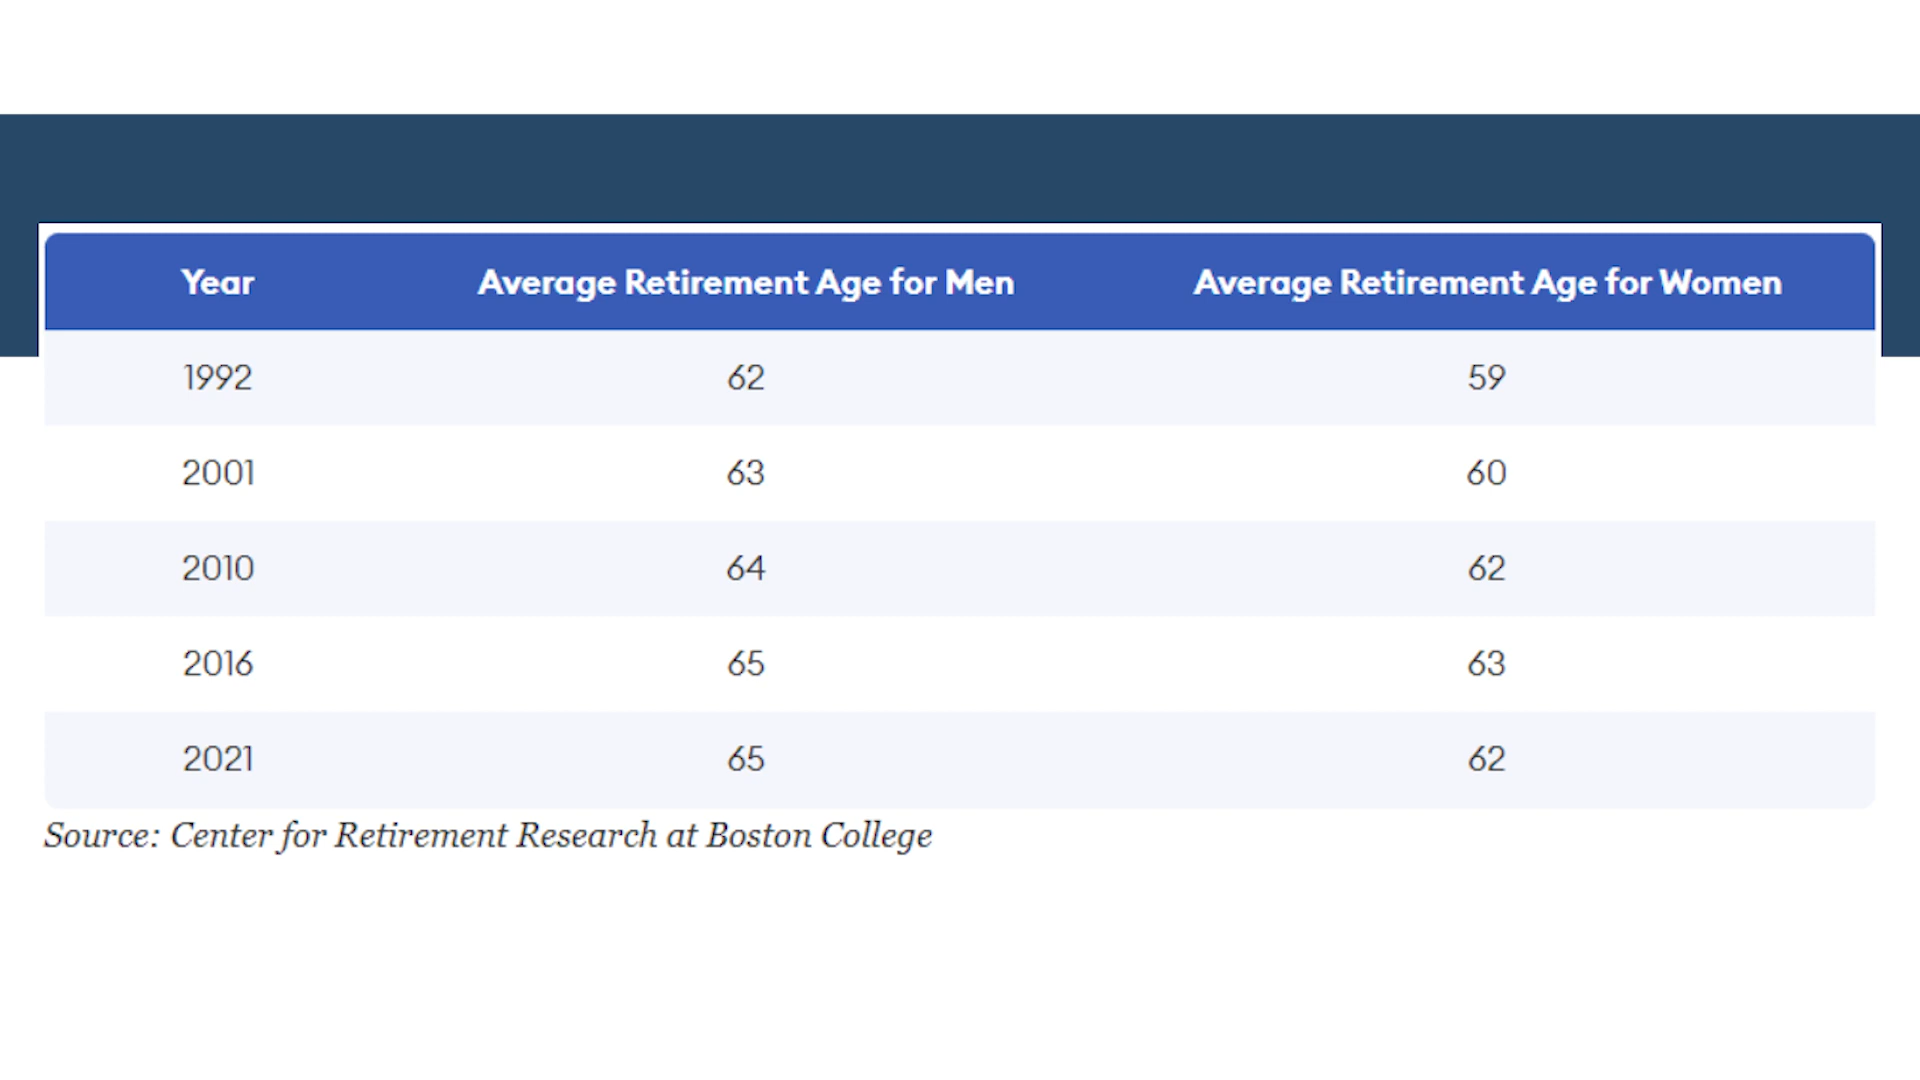 Year Average Retirement Age for Men Average Retirement Age for Women
1992 62 59
2001 63 60
2010 64 62
2016 65 63
2021 65 62
Source: Center for Retirement Research at Boston College